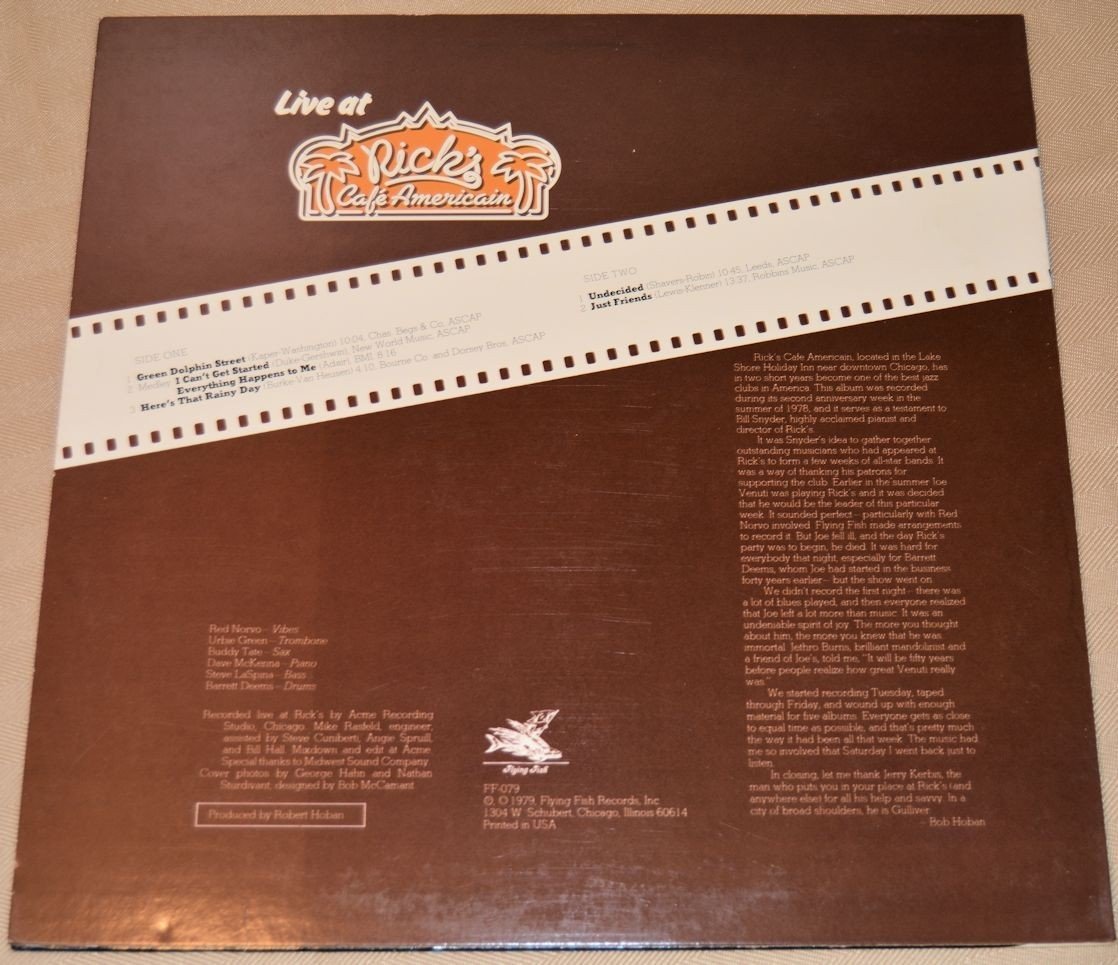 Live at
Rick's
Café Americain
SIDE ONE
1 Green Dolphin Street (Kaper-Washington) 10:04, Chas. Begs & Co, ASCAP
2 Medley I Can't Get Started (Duke-Gershwin), New World Music, ASCAP
Everything Happens to Me (Adair), BMI 8:16
3 Here's That Rainy Day (Burke-Van Heusen) 4:10, Bourne Co. and Dorsey Bros, ASCAP
SIDE TWO
1 Undecided (Shavers-Robin) 10:45, Leeds, ASCAP
2 Just Friends (Lewis-Klenner) 13:37, Robbins Music, ASCAP
Rick's Cafe Americain, located in the Lake
Shore Holiday Inn near downtown Chicago, has
in two short years become one of the best jazz
clubs in America. This album was recorded
during its second anniversary week in the
summer of 1978, and it serves as a testament to
Bill Snyder, highly acclaimed pianist and
director of Rick's.
It was Snyder's idea to gather together
outstanding musicians who had appeared at
Rick's to form a few weeks of all-star bands. It
was a way of thanking his patrons for
supporting the club. Earlier in the summer Joe
Venuti was playing Rick's and it was decided
that he would be the leader of this particular
week. It sounded perfect—particularly with Red
Norvo involved. Flying Fish made arrangements
to record it. But Joe fell ill, and the day Rick's
party was to begin, he died. It was hard for
everybody that night, especially for Barrett
Deems, whom Joe had started in the business
forty years earlier—but the show went on.
We didn't record the first night—there was
a lot of blues played, and then everyone realized
that Joe left a lot more than music. It was an
undeniable spirit of joy. The more you thought
about him, the more you knew that he was
immortal. Jethro Burns, brilliant mandolinist and
a friend of Joe's, told me, "It will be fifty years
before people realize how great Venuti really
was."
We started recording Tuesday, taped
through Friday, and wound up with enough
material for five albums. Everyone gets as close
to equal time as possible, and that's pretty much
the way it had been all that week. The music had
me so involved that Saturday I went back just to
listen.
In closing, let me thank Jerry Kerbis, the
man who puts you in your place at Rick's (and
anywhere else) for all his help and savvy. In a
city of broad shoulders, he is Gulliver.
— Bob Hoban
Red Norvo—Vibes
Urbie Green—Trombone
Buddy Tate—Sax
Dave McKenna—Piano
Steve LaSpina—Bass
Barrett Deems—Drums
Recorded live at Rick's by Acme Recording
Studio, Chicago. Mike Rasfeld, engineer,
assisted by Steve Cuniberti, Angie Spruill,
and Bill Hall. Mixdown and edit at Acme.
Special thanks to Midwest Sound Company
Cover photos by George Hahn and Nathan
Sturdivant, designed by Bob McCamant.
Produced by Robert Hoban
Flying Fish
FF-079
℗, © 1979, Flying Fish Records, Inc
1304 W. Schubert, Chicago, Illinois 60614
Printed in USA